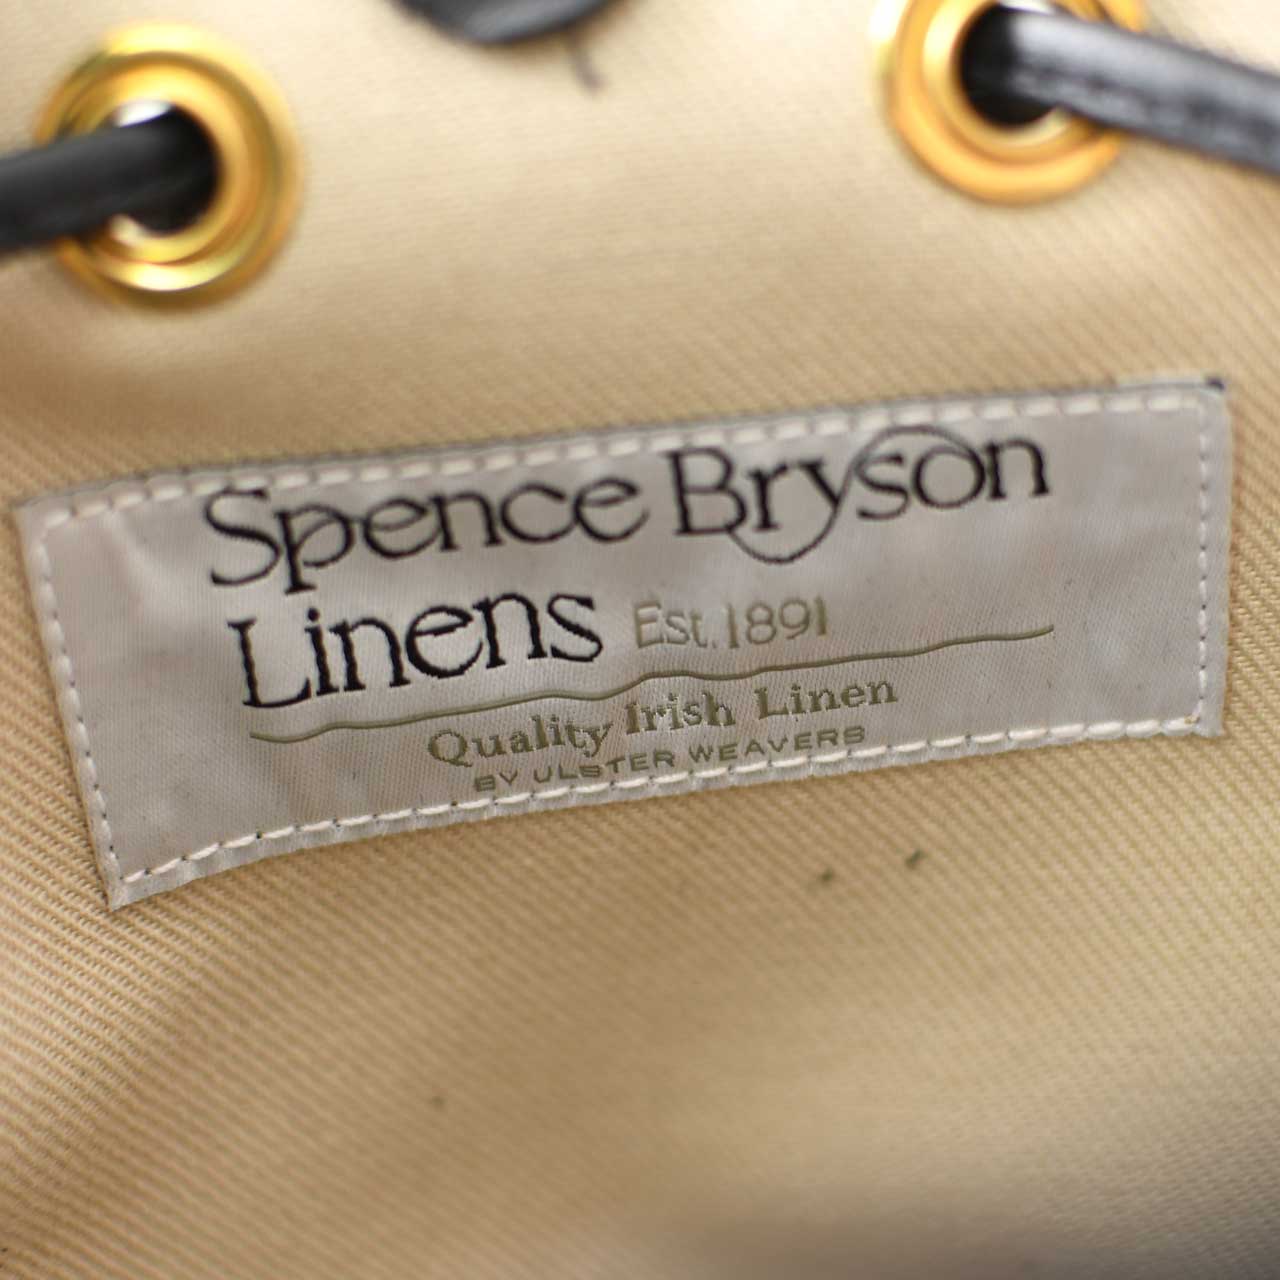 Spence Bryson
Linens Est. 1891
Quality Irish Linen
BY ULSTER WEAVERS